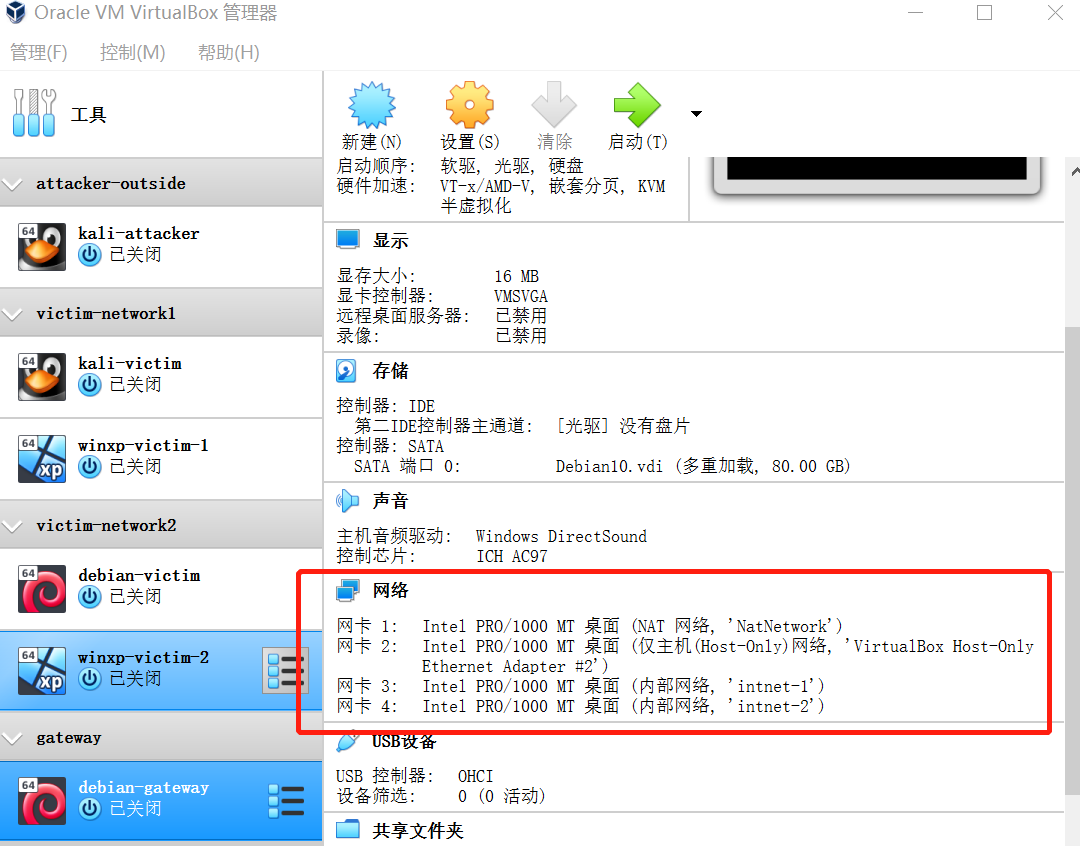 Oracle VM VirtualBox 管理器
管理(F)
控制(M)
帮助(H)
工具
attacker-outside
64
kali-attacker
已关闭
victim-network1
64
kali-victim
已关闭
64
xp
winxp-victim-1
已关闭
victim-network2
64
debian-victim
已关闭
64
xp
winxp-victim-2
已关闭
gateway
64
debian-gateway
已关闭
新建(N)
设置(S)
清除
启动(T)
启动顺序: 软驱, 光驱, 硬盘
硬件加速: VT-x/AMD-V, 嵌套分页, KVM
半虚拟化
显示
显存大小: 16 MB
显卡控制器: VMSVGA
远程桌面服务器: 已禁用
录像: 已禁用
存储
控制器: IDE
第二IDE控制器主通道: [光驱] 没有盘片
控制器: SATA
SATA 端口 0: Debian10.vdi (多重加载, 80.00 GB)
声音
主机音频驱动: Windows DirectSound
控制芯片: ICH AC97
网络
网卡 1: Intel PRO/1000 MT 桌面 (NAT 网络, 'NatNetwork')
网卡 2: Intel PRO/1000 MT 桌面 (仅主机(Host-Only)网络, 'VirtualBox Host-Only
Ethernet Adapter #2')
网卡 3: Intel PRO/1000 MT 桌面 (内部网络, 'intnet-1')
网卡 4: Intel PRO/1000 MT 桌面 (内部网络, 'intnet-2')
USB设备
USB 控制器: OHCI
设备筛选: 0 (0 活动)
共享文件夹